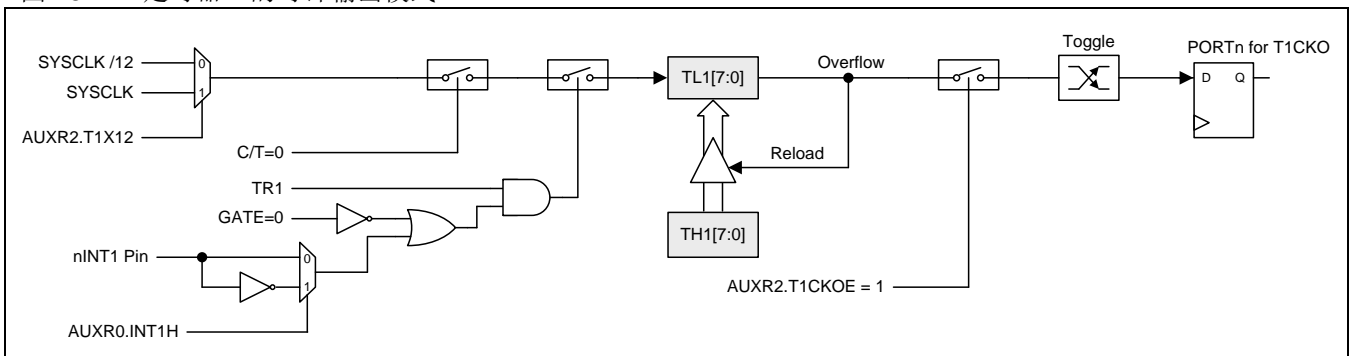 SYSCLK /12
SYSCLK
AUXR2.T1X12
0
1
C/T=0
TR1
GATE=0
nINT1 Pin
0
1
AUXR0.INT1H
TL1[7:0]
Overflow
Reload
TH1[7:0]
AUXR2.T1CKOE = 1
Toggle
PORTn for T1CKO
D Q